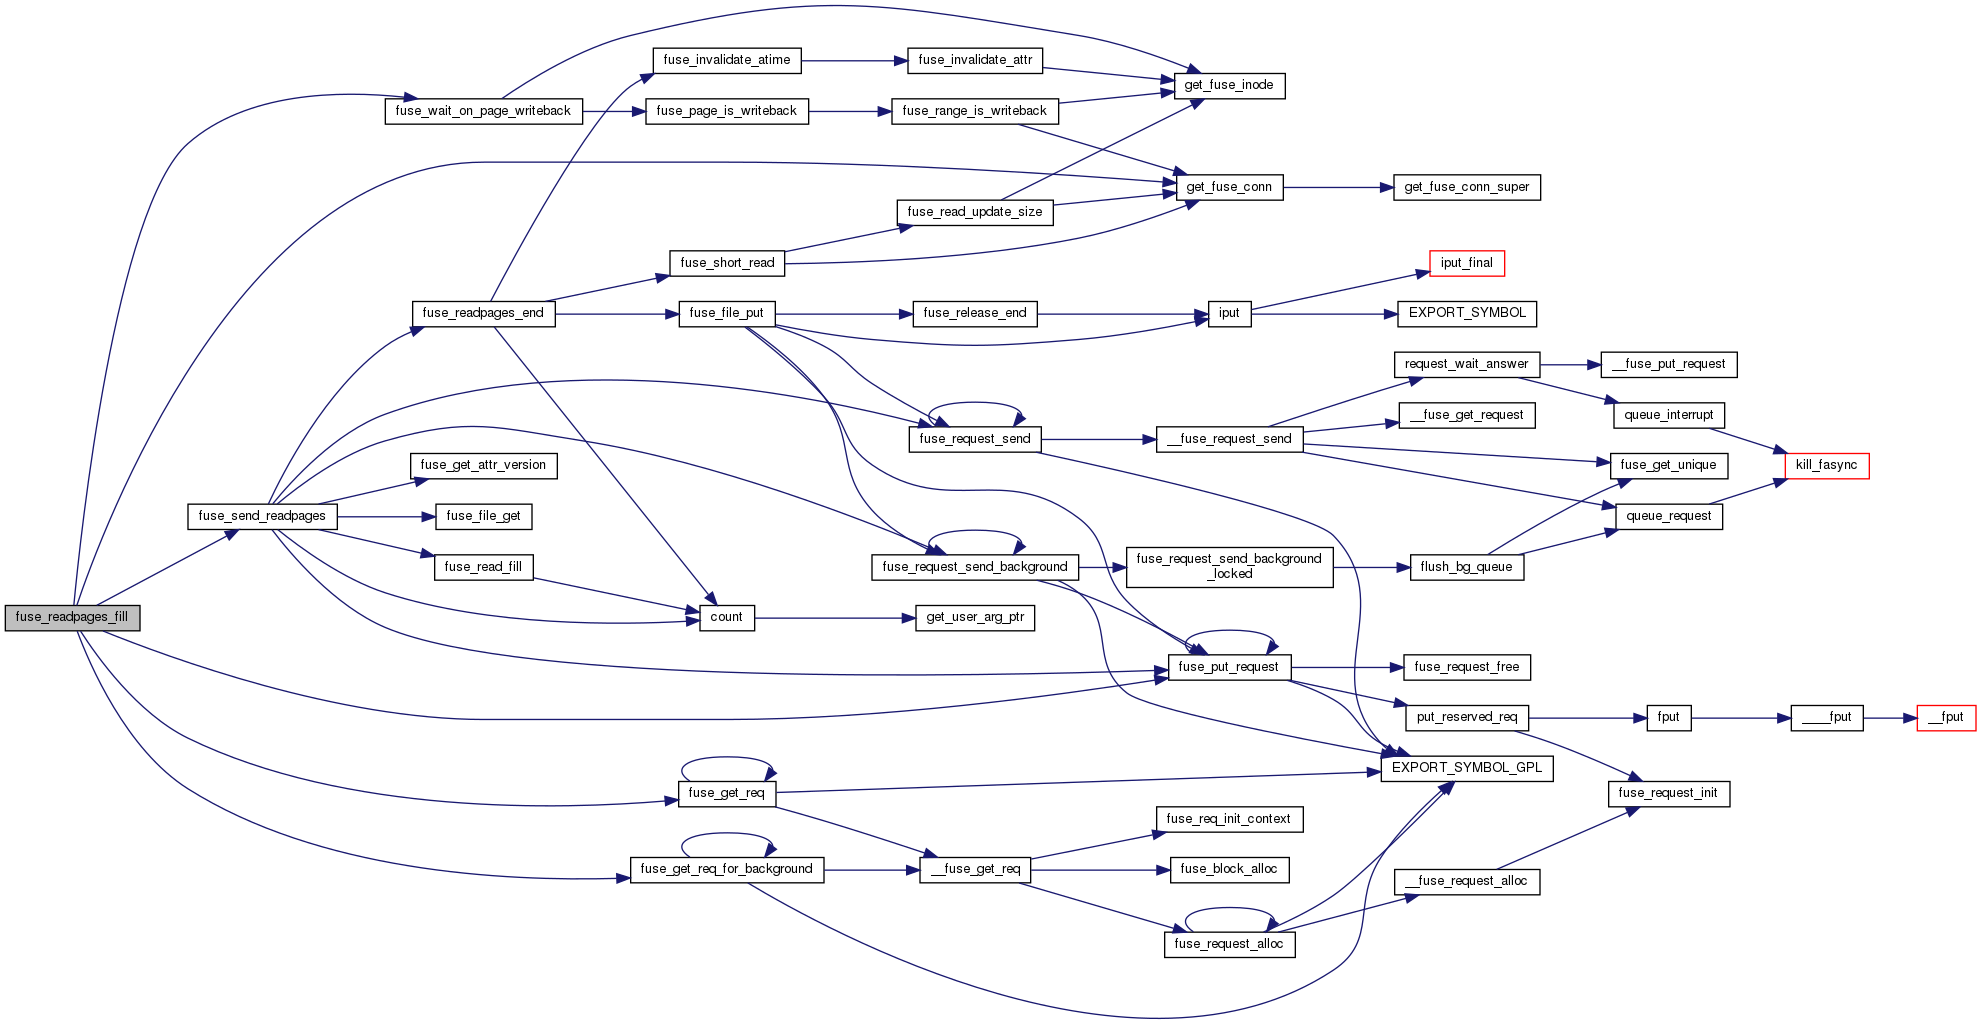 fuse_invalidate_atime
fuse_invalidate_attr
get_fuse_inode
fuse_wait_on_page_writeback
fuse_page_is_writeback
fuse_range_is_writeback
get_fuse_conn
get_fuse_conn_super
fuse_read_update_size
fuse_short_read
iput_final
fuse_readpages_end
fuse_file_put
fuse_release_end
iput
EXPORT_SYMBOL
request_wait_answer
__fuse_put_request
__fuse_get_request
queue_interrupt
fuse_request_send
__fuse_request_send
fuse_get_attr_version
fuse_get_unique
kill_fasync
fuse_send_readpages
fuse_file_get
queue_request
fuse_read_fill
fuse_request_send_background
fuse_request_send_background
_locked
flush_bg_queue
fuse_readpages_fill
count
get_user_arg_ptr
fuse_put_request
fuse_request_free
put_reserved_req
fput
____fput
__fput
EXPORT_SYMBOL_GPL
fuse_get_req
fuse_request_init
fuse_req_init_context
fuse_get_req_for_background
__fuse_get_req
fuse_block_alloc
__fuse_request_alloc
fuse_request_alloc